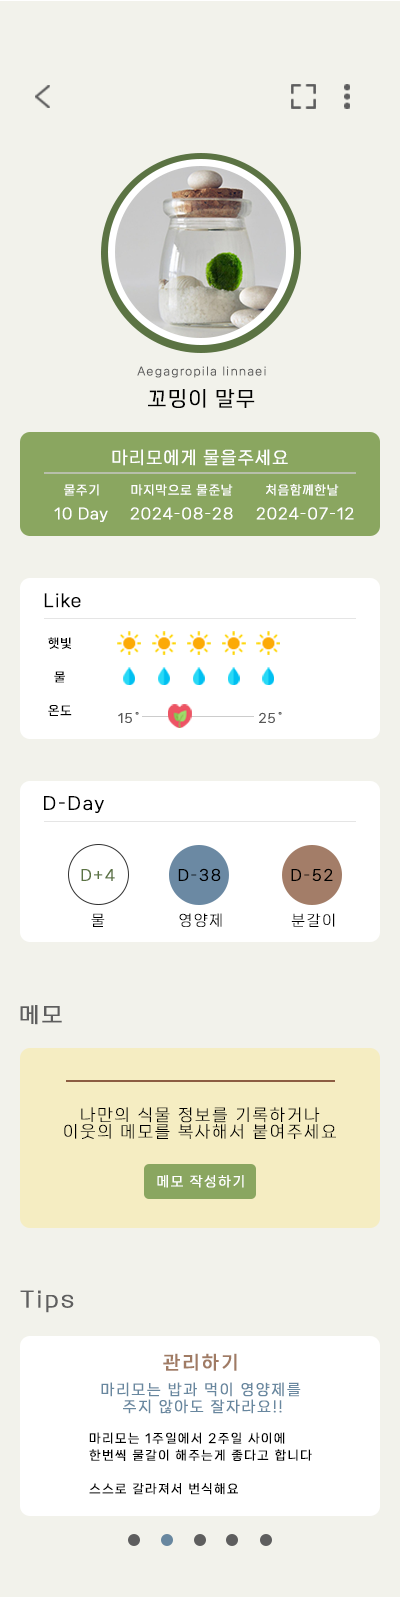 Aegagropila linnaei
꼬밍이 말무
마리모에게 물을주세요
물주기 마지막으로 물준날 처음함께한날
10 Day 2024-08-28 2024-07-12
Like
햇빛
물
온도 15˚ 25˚
D-Day
D+4 D-38 D-52
물 영양제 분갈이
메모
나만의 식물 정보를 기록하거나
이웃의 메모를 복사해서 붙여주세요
메모 작성하기
Tips
관리하기
마리모는 밥과 먹이 영양제를
주지 않아도 잘자라요!!
마리모는 1주일에서 2주일 사이에
한번씩 물갈이 해주는게 좋다고 합니다
스스로 갈라져서 번식해요